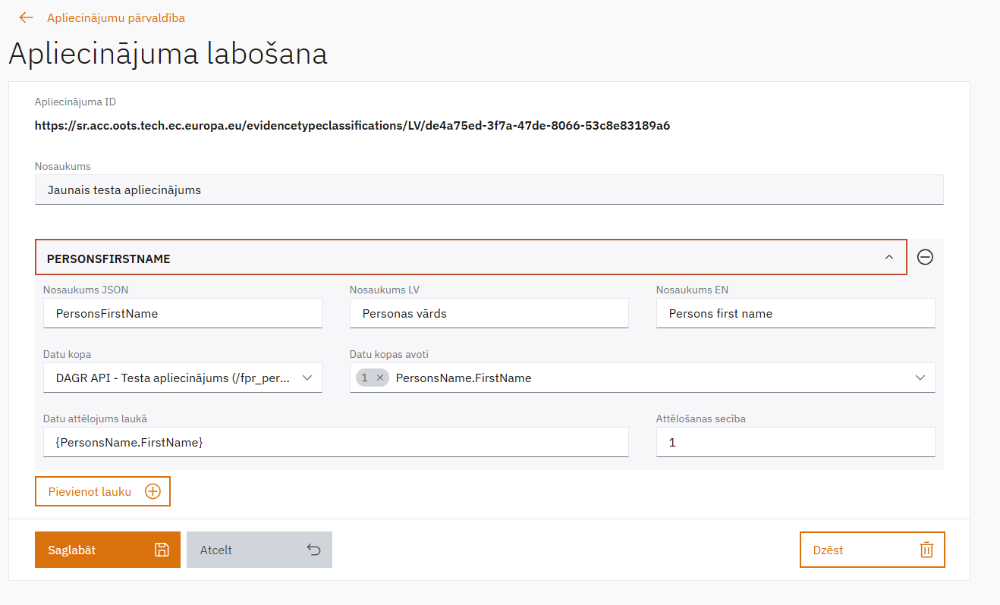 Apliecinājumu pārvaldība
Apliecinājuma labošana
Apliecinājuma ID
https://sr.acc.oots.tech.ec.europa.eu/evidencetypeclassifications/LV/de4a75ed-3f7a-47de-8066-53c8e83189a6
Nosaukums
Jaunais testa apliecinājums
PERSONSFIRSTNAME
Nosaukums JSON Nosaukums LV Nosaukums EN
PersonsFirstName Personas vārds Persons first name
Datu kopa Datu kopas avoti
DAGR API - Testa apliecinājums (/fpr_per... 1 PersonsName.FirstName
Datu attēlojums laukā Attēlošanas secība
{PersonsName.FirstName} 1
Pievienot lauku
Saglabāt Atcelt Dzēst